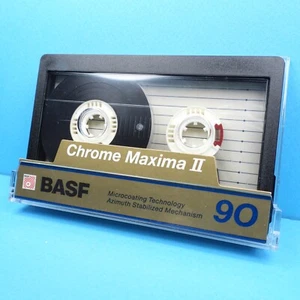 Chrome Maxima II
BASF
Microcoating Technology
Azimuth Stabilized Mechanism
90